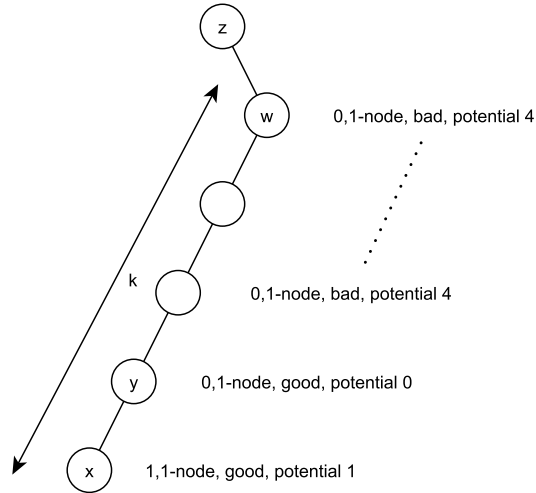 z
w
0,1-node, bad, potential 4
k
0,1-node, bad, potential 4
y
0,1-node, good, potential 0
x
1,1-node, good, potential 1